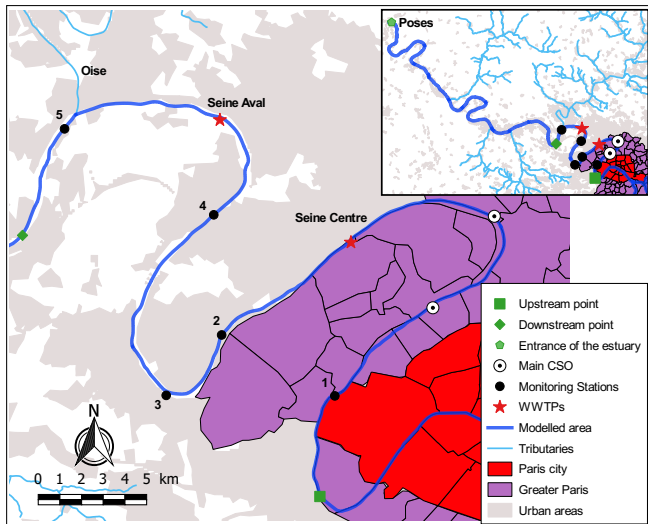 Poses
Oise
5
Seine Aval
4
Seine Centre
2
1
3
N
0 1 2 3 4 5 km
Upstream point
Downstream point
Entrance of the estuary
Main CSO
Monitoring Stations
WWTPs
Modelled area
Tributaries
Paris city
Greater Paris
Urban areas